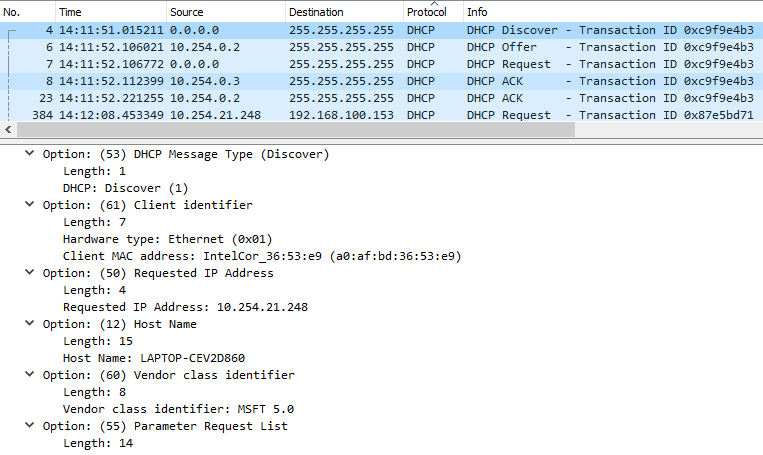 No. Time Source Destination Protocol Info
4 14:11:51.015211 0.0.0.0 255.255.255.255 DHCP DHCP Discover - Transaction ID 0xc9f9e4b3
6 14:11:52.106021 10.254.0.2 255.255.255.255 DHCP DHCP Offer - Transaction ID 0xc9f9e4b3
7 14:11:52.106772 0.0.0.0 255.255.255.255 DHCP DHCP Request - Transaction ID 0xc9f9e4b3
8 14:11:52.112399 10.254.0.3 255.255.255.255 DHCP DHCP ACK - Transaction ID 0xc9f9e4b3
23 14:11:52.221255 10.254.0.2 255.255.255.255 DHCP DHCP ACK - Transaction ID 0xc9f9e4b3
384 14:12:08.453349 10.254.21.248 192.168.100.153 DHCP DHCP Request - Transaction ID 0x87e5bd71
Option: (53) DHCP Message Type (Discover)
Length: 1
DHCP: Discover (1)
Option: (61) Client identifier
Length: 7
Hardware type: Ethernet (0x01)
Client MAC address: IntelCor_36:53:e9 (a0:af:bd:36:53:e9)
Option: (50) Requested IP Address
Length: 4
Requested IP Address: 10.254.21.248
Option: (12) Host Name
Length: 15
Host Name: LAPTOP-CEV2D860
Option: (60) Vendor class identifier
Length: 8
Vendor class identifier: MSFT 5.0
Option: (55) Parameter Request List
Length: 14